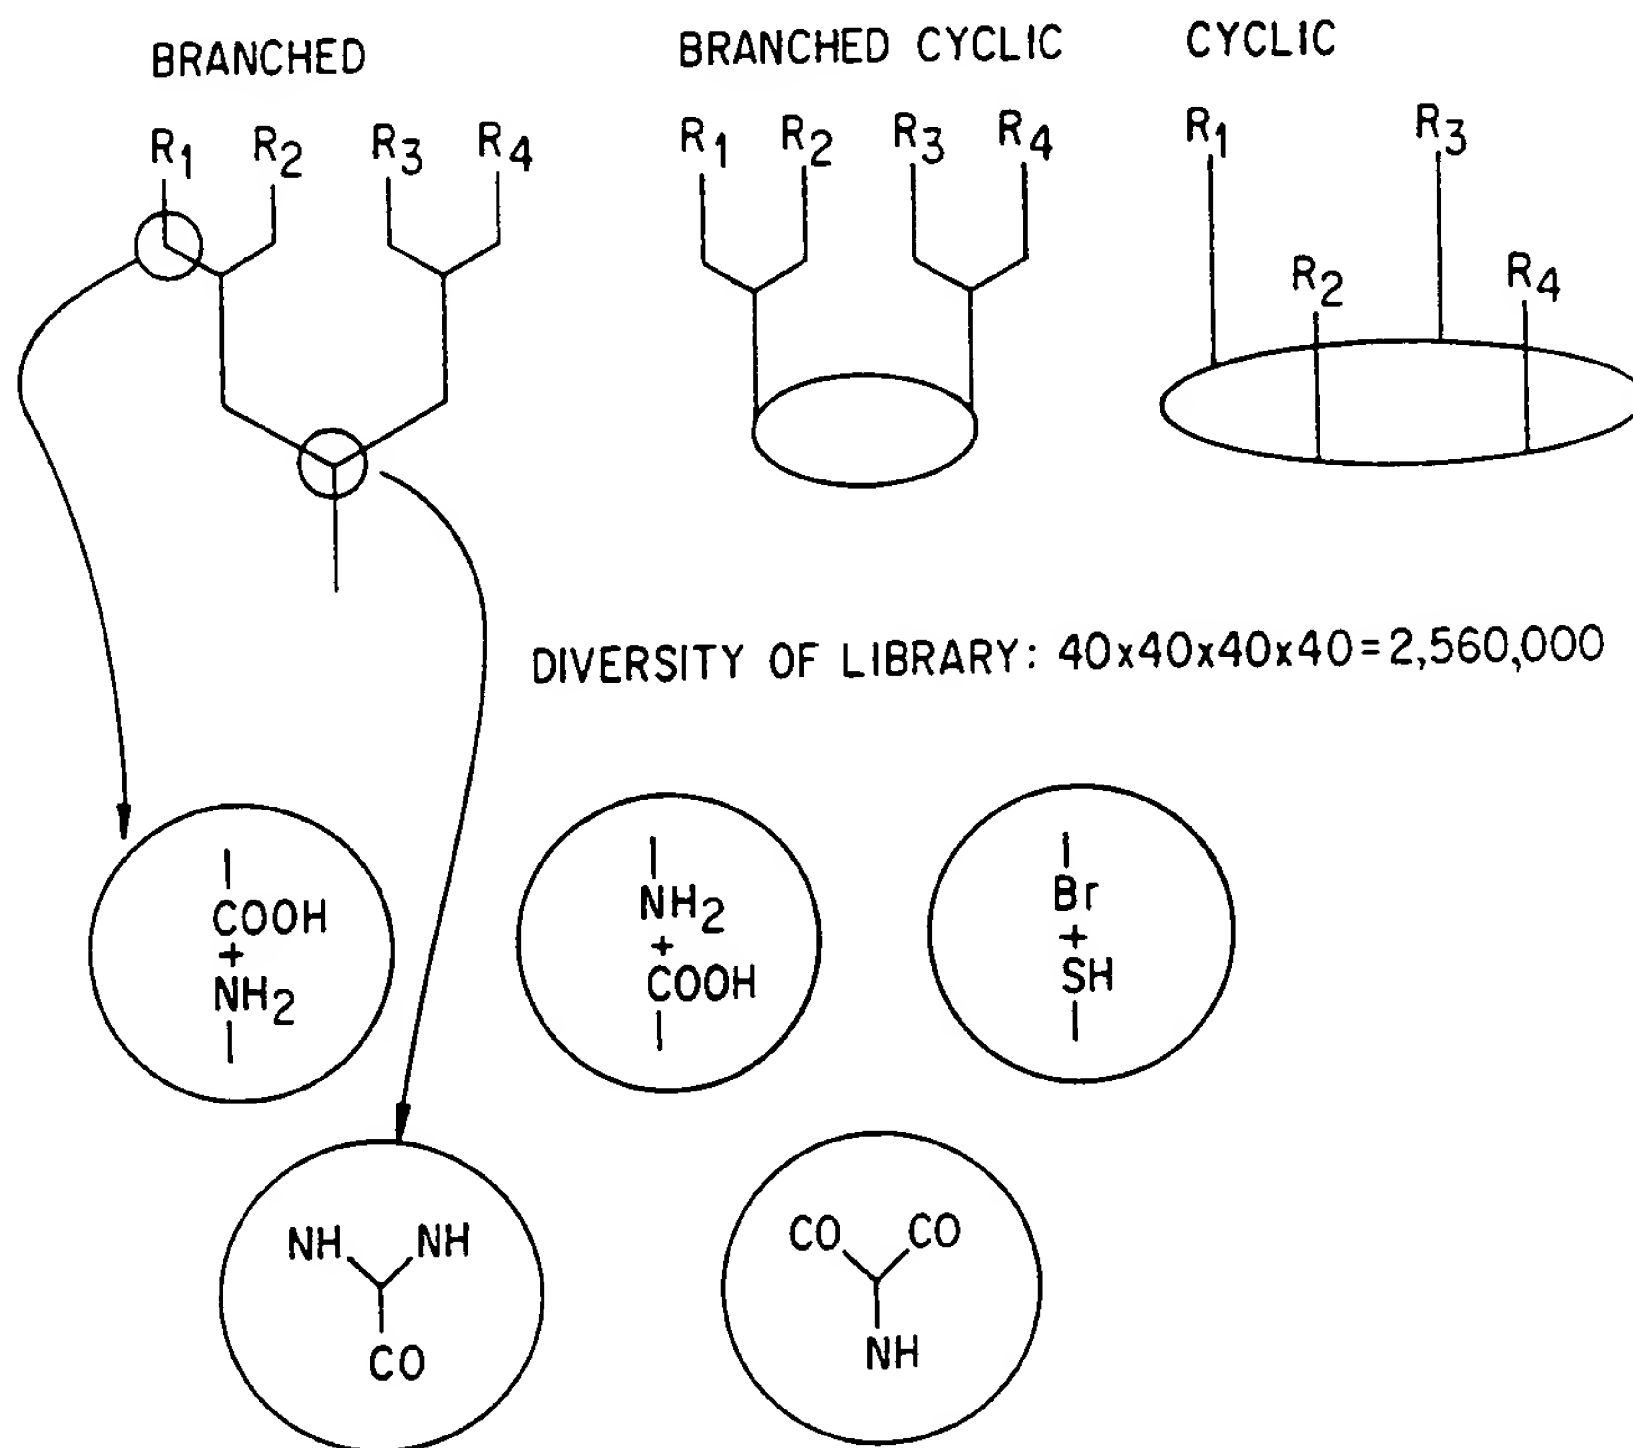 BRANCHED
BRANCHED CYCLIC
CYCLIC
R1 R2 R3 R4
R1 R2 R3 R4
R1 R3
R2 R4
DIVERSITY OF LIBRARY: 40x40x40x40=2,560,000
COOH
+
NH2
NH2
+
COOH
Br
+
SH
NH NH
CO
CO CO
NH